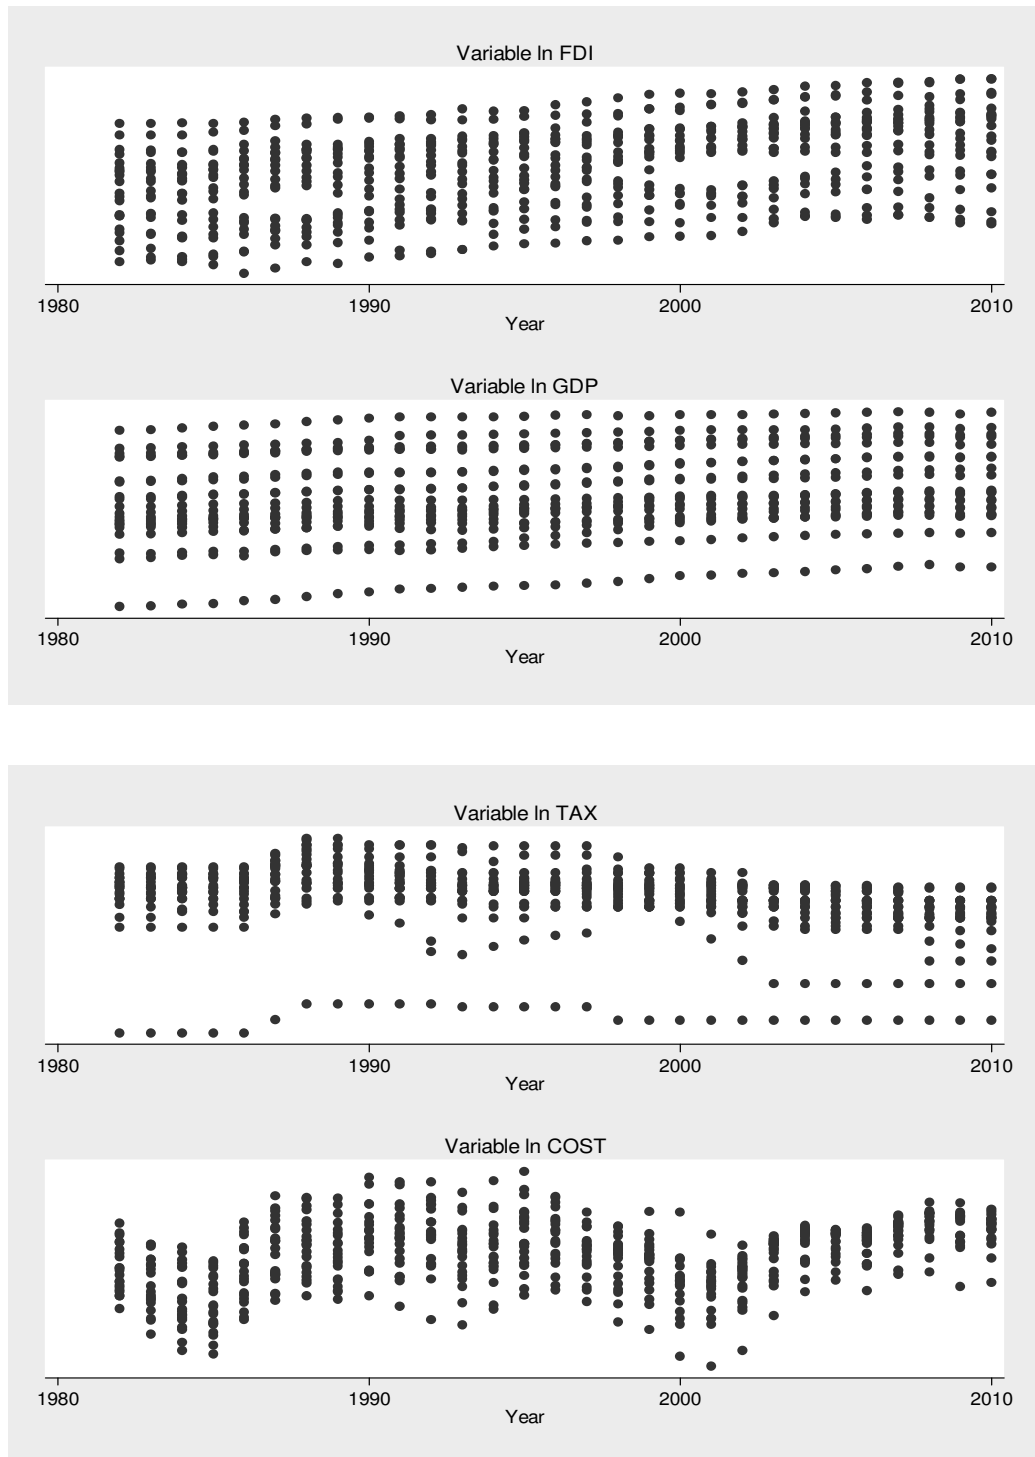 Variable ln FDI
1980 1990 2000 2010
Year
Variable ln GDP
1980 1990 2000 2010
Year
Variable ln TAX
1980 1990 2000 2010
Year
Variable ln COST
1980 1990 2000 2010
Year